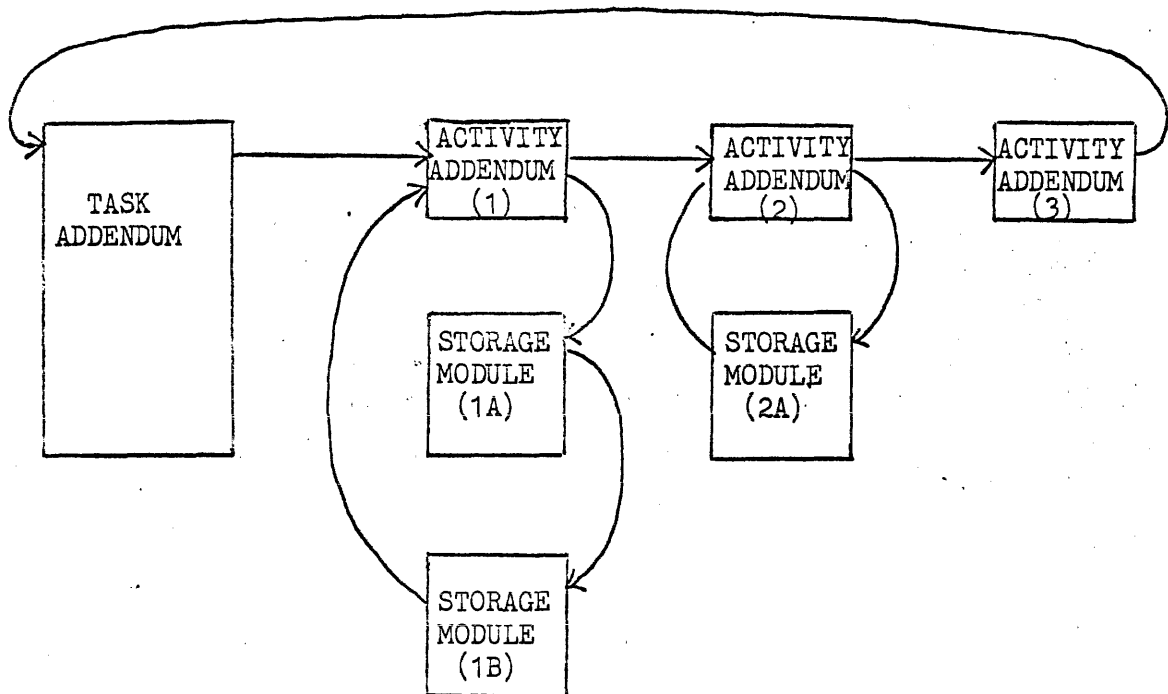 TASK
ADDENDUM
ACTIVITY
ADDENDUM
(1)
ACTIVITY
ADDENDUM
(2)
ACTIVITY
ADDENDUM
(3)
STORAGE
MODULE
(1A)
STORAGE
MODULE
(2A)
STORAGE
MODULE
(1B)